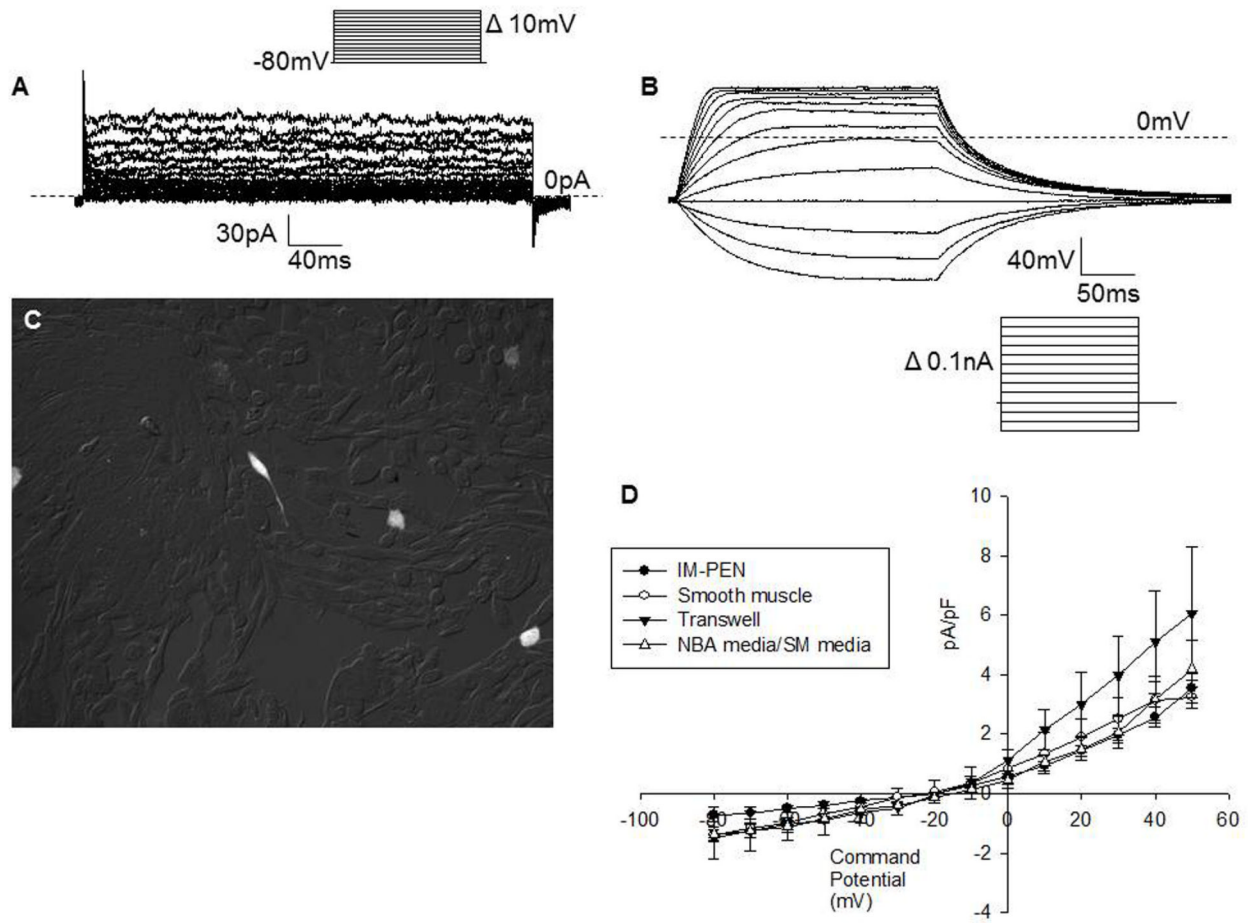 Δ 10mV
-80mV
A
0pA
30pA
40ms
B
0mV
40mV
50ms
Δ 0.1nA
C
D
IM-PEN
Smooth muscle
Transwell
NBA media/SM media
pA/pF
10
8
6
4
2
0
-2
-4
-100
-80
-60
-40
-20
0
20
40
60
Command
Potential
(mV)